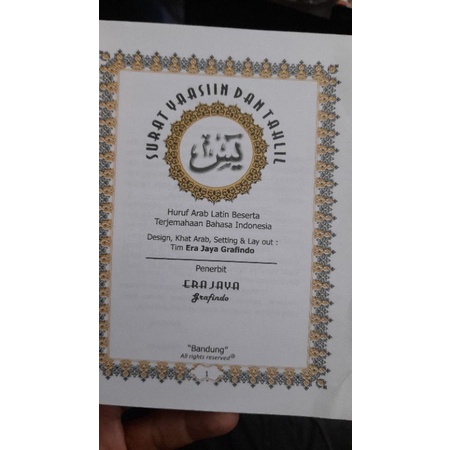 SURAT YAASIIN DAN TAHLIL
يس
Huruf Arab Latin Beserta
Terjemahaan Bahasa Indonesia
Design, Khat Arab, Setting & Lay out :
Tim Era Jaya Grafindo
Penerbit
ERA JAYA
Grafindo
"Bandung"
All rights reserved®
1